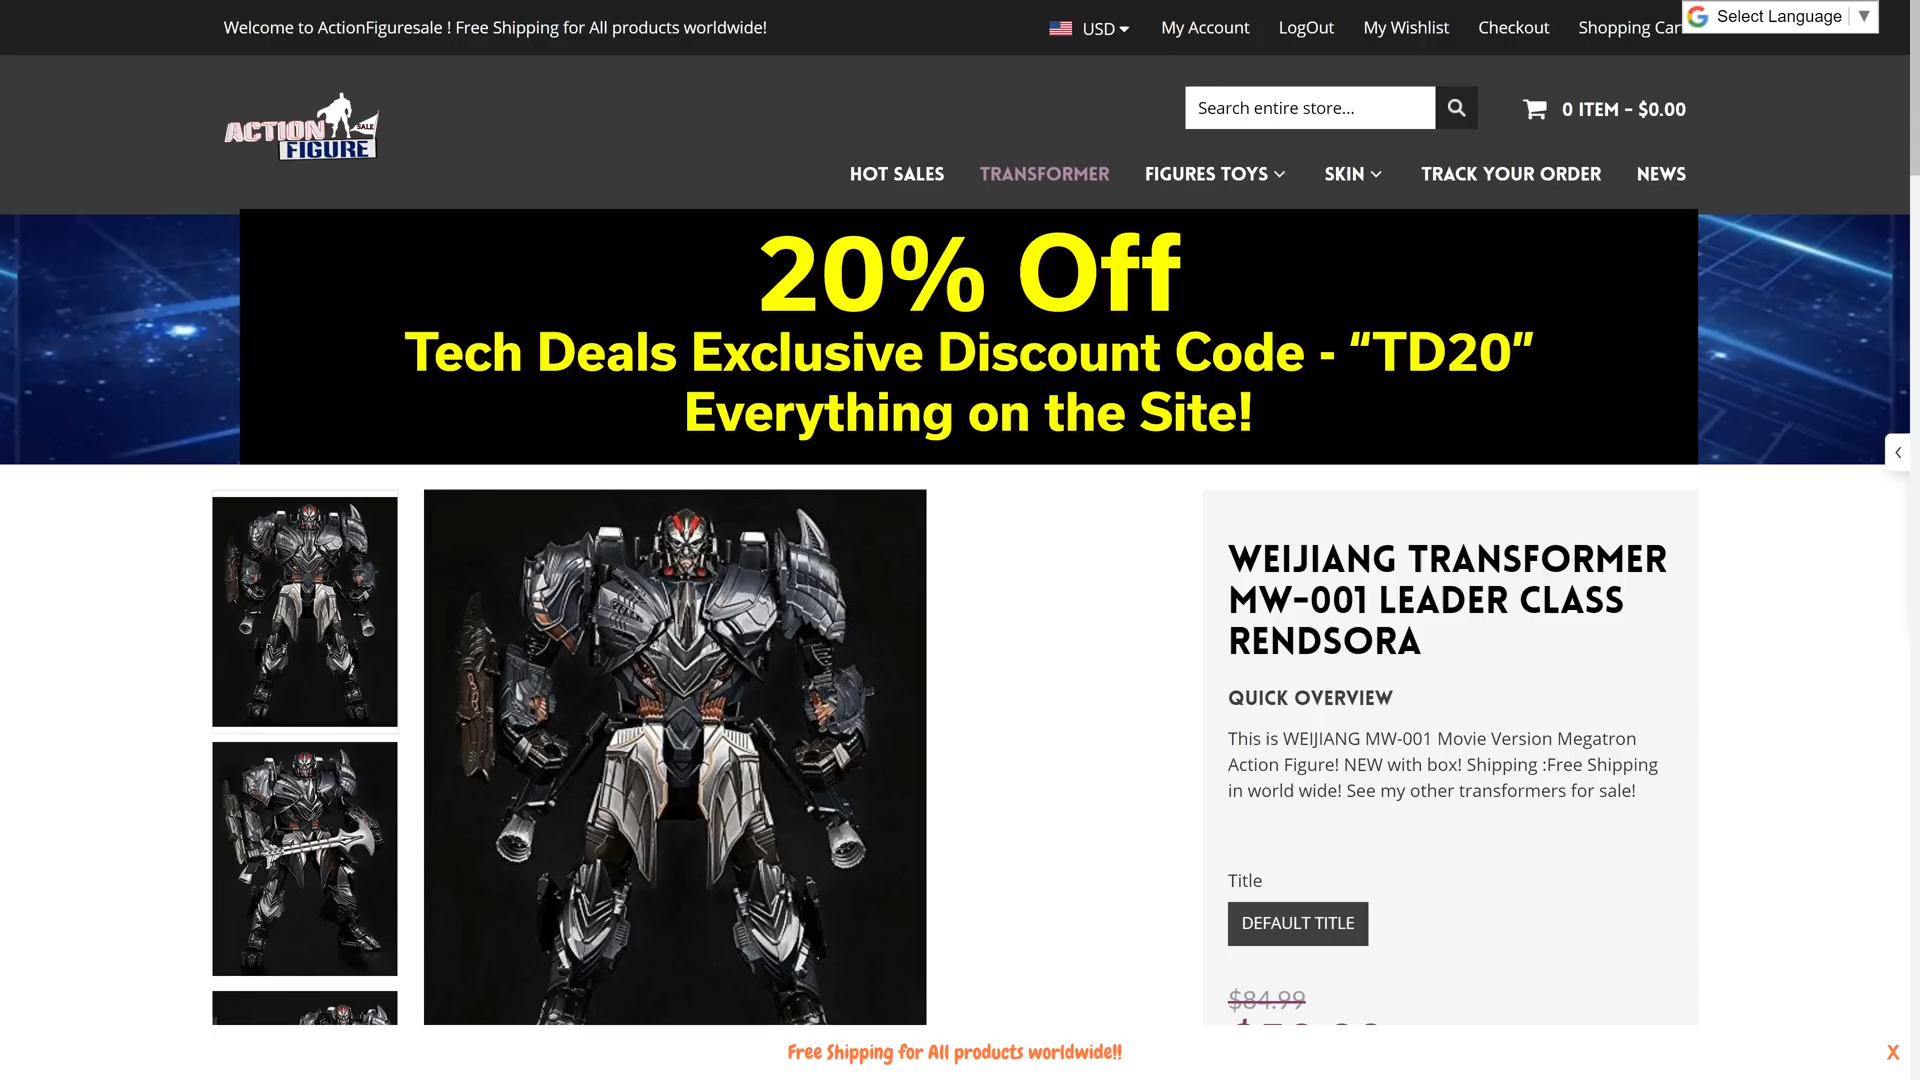 Welcome to ActionFiguresale ! Free Shipping for All products worldwide!
USD My Account LogOut My Wishlist Checkout Shopping Car
Select Language ▼
ACTION
SALE
FIGURE
Search entire store...
0 ITEM - $0.00
HOT SALES TRANSFORMER FIGURES TOYS SKIN TRACK YOUR ORDER NEWS
20% Off
Tech Deals Exclusive Discount Code - “TD20”
Everything on the Site!
WEIJIANG TRANSFORMER
MW-001 LEADER CLASS
RENDSORA
QUICK OVERVIEW
This is WEIJIANG MW-001 Movie Version Megatron
Action Figure! NEW with box! Shipping :Free Shipping
in world wide! See my other transformers for sale!
Title
DEFAULT TITLE
$84.99
Free Shipping for All products worldwide!!
X